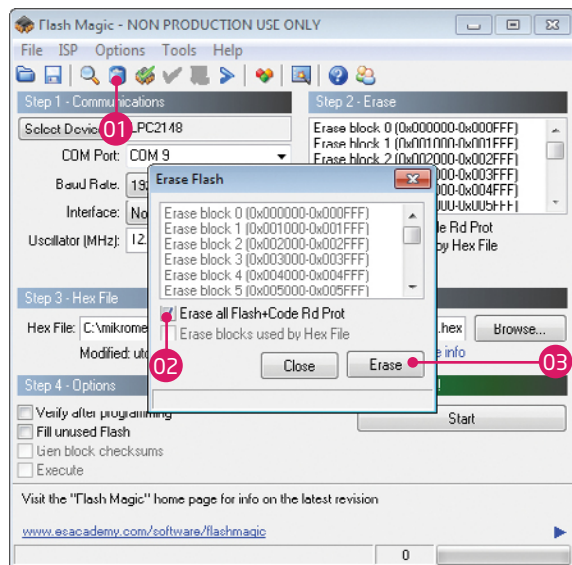 Flash Magic - NON PRODUCTION USE ONLY
File ISP Options Tools Help
Step 1 - Communications
Select Device LPC2148
COM Port: COM 9
Baud Rate:
Interface:
Oscillator (MHz): 12.
Step 2 - Erase
Erase block 0 (0x000000-0x000FFF)
Erase block 1 (0x001000-0x001FFF)
Erase block 2 (0x002000-0x002FFF)
01
Erase Flash
Erase block 0 (0x000000-0x000FFF)
Erase block 1 (0x001000-0x001FFF)
Erase block 2 (0x002000-0x002FFF)
Erase block 3 (0x003000-0x003FFF)
Erase block 4 (0x004000-0x004FFF)
Erase block 5 (0x005000-0x005FFF)
Erase all Flash+Code Rd Prot
Erase blocks used by Hex File
02
Close Erase
03
Rd Prot
by Hex File
Step 3 - Hex File
Hex File: .hex Browse...
Modified: info
Step 4 - Options
Verify after programming
Fill unused Flash
Gen block checksums
Execute
Start
Visit the "Flash Magic" home page for info on the latest revision
www.esacademy.com/software/flashmagic
0